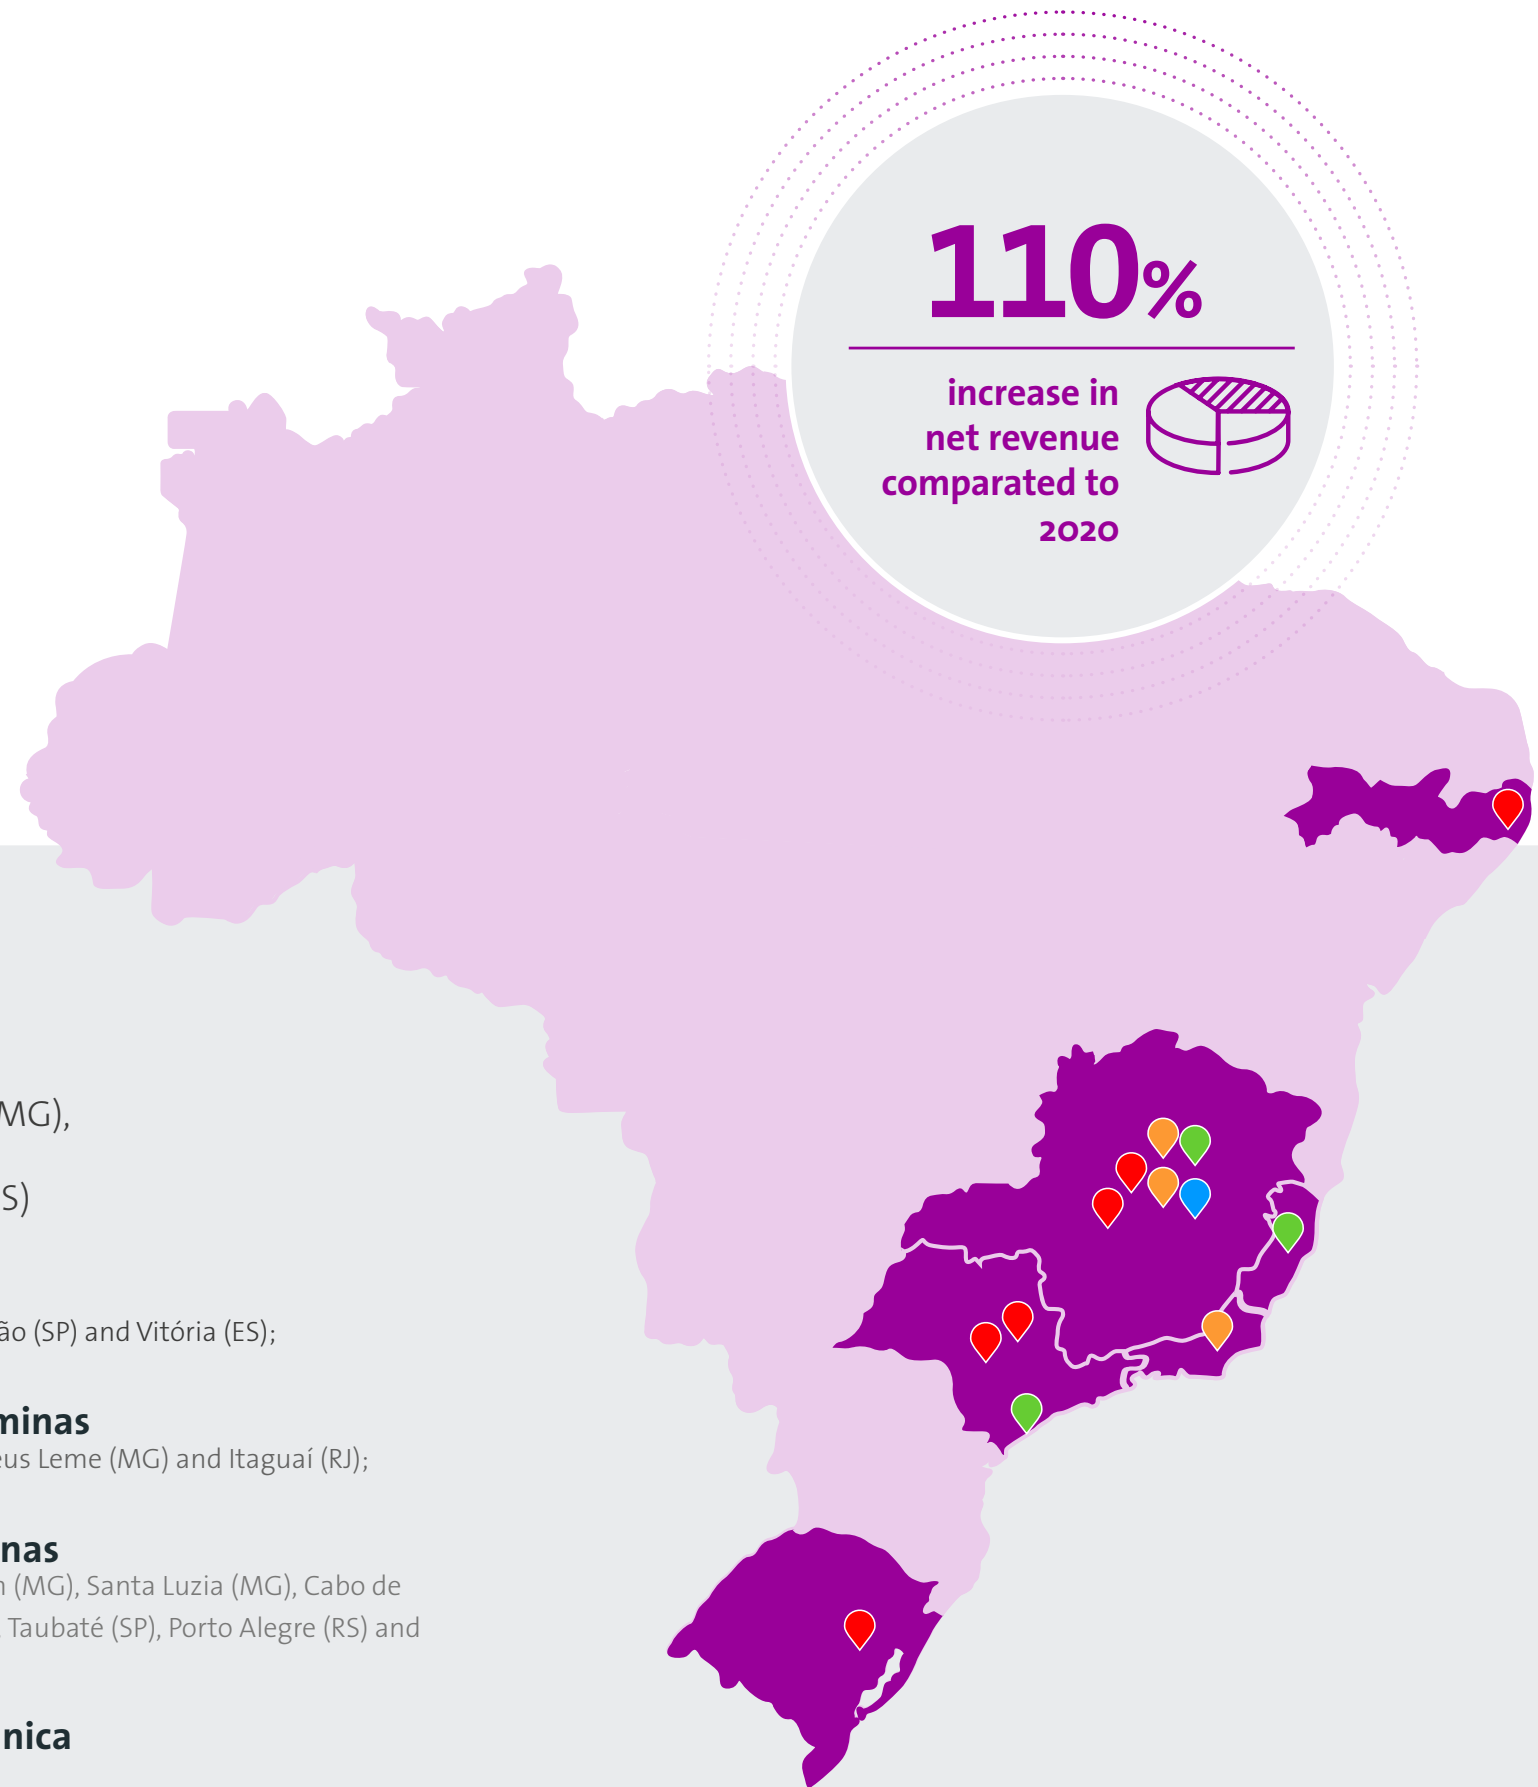 110%
increase in
net revenue
comparated to
2020
MG),
S)
ão (SP) and Vitória (ES);
minas
eus Leme (MG) and Itaguaí (RJ);
nas
(MG), Santa Luzia (MG), Cabo de
Taubaté (SP), Porto Alegre (RS) and
nica